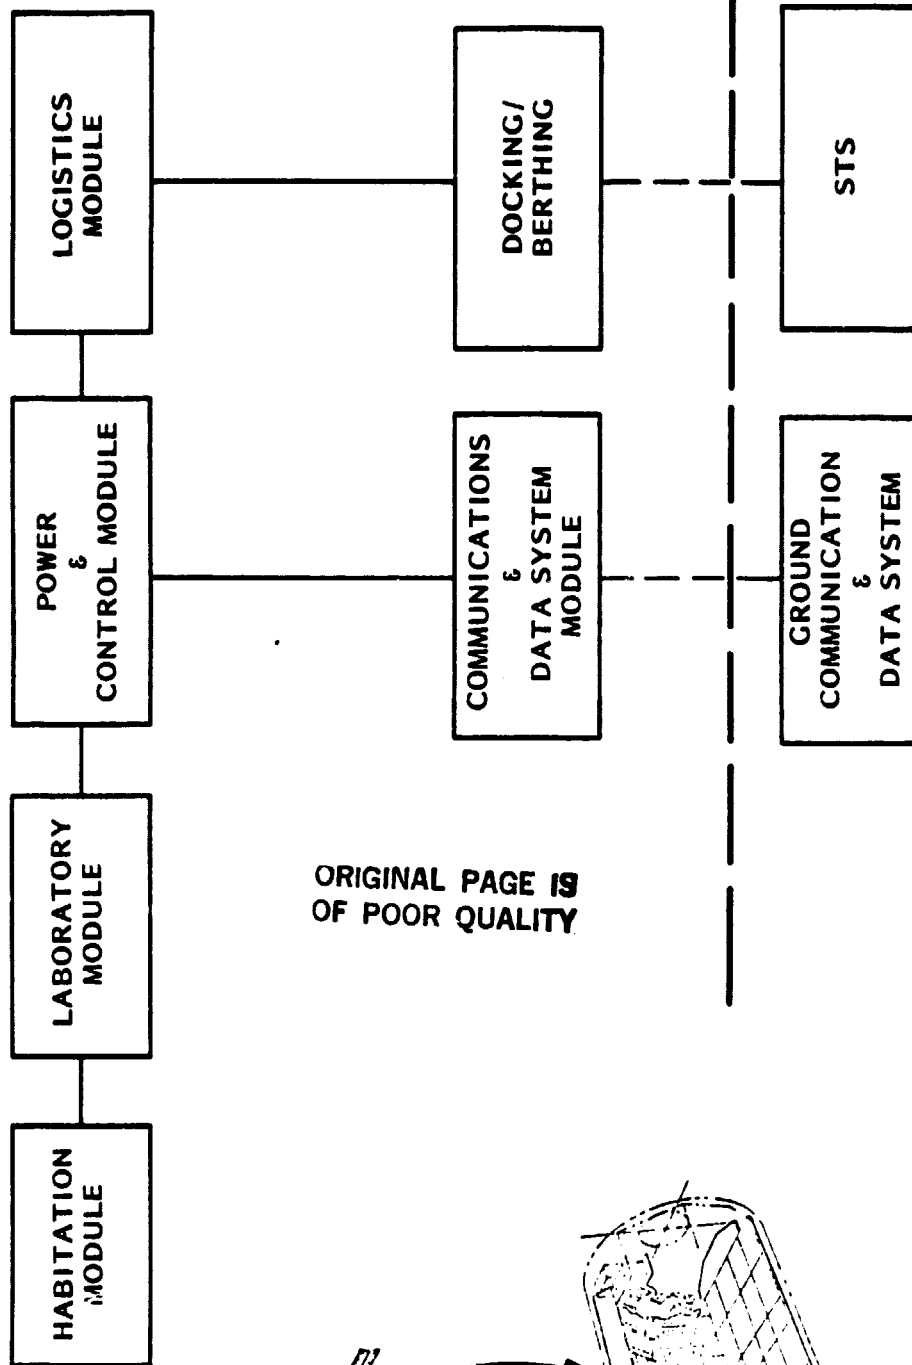 HABITATION
MODULE
LABORATORY
MODULE
POWER
&
CONTROL MODULE
LOGISTICS
MODULE
COMMUNICATIONS
&
DATA SYSTEM
MODULE
DOCKING/
BERTHING
GROUND
COMMUNICATION
&
DATA SYSTEM
STS
ORIGINAL PAGE IS
OF POOR QUALITY